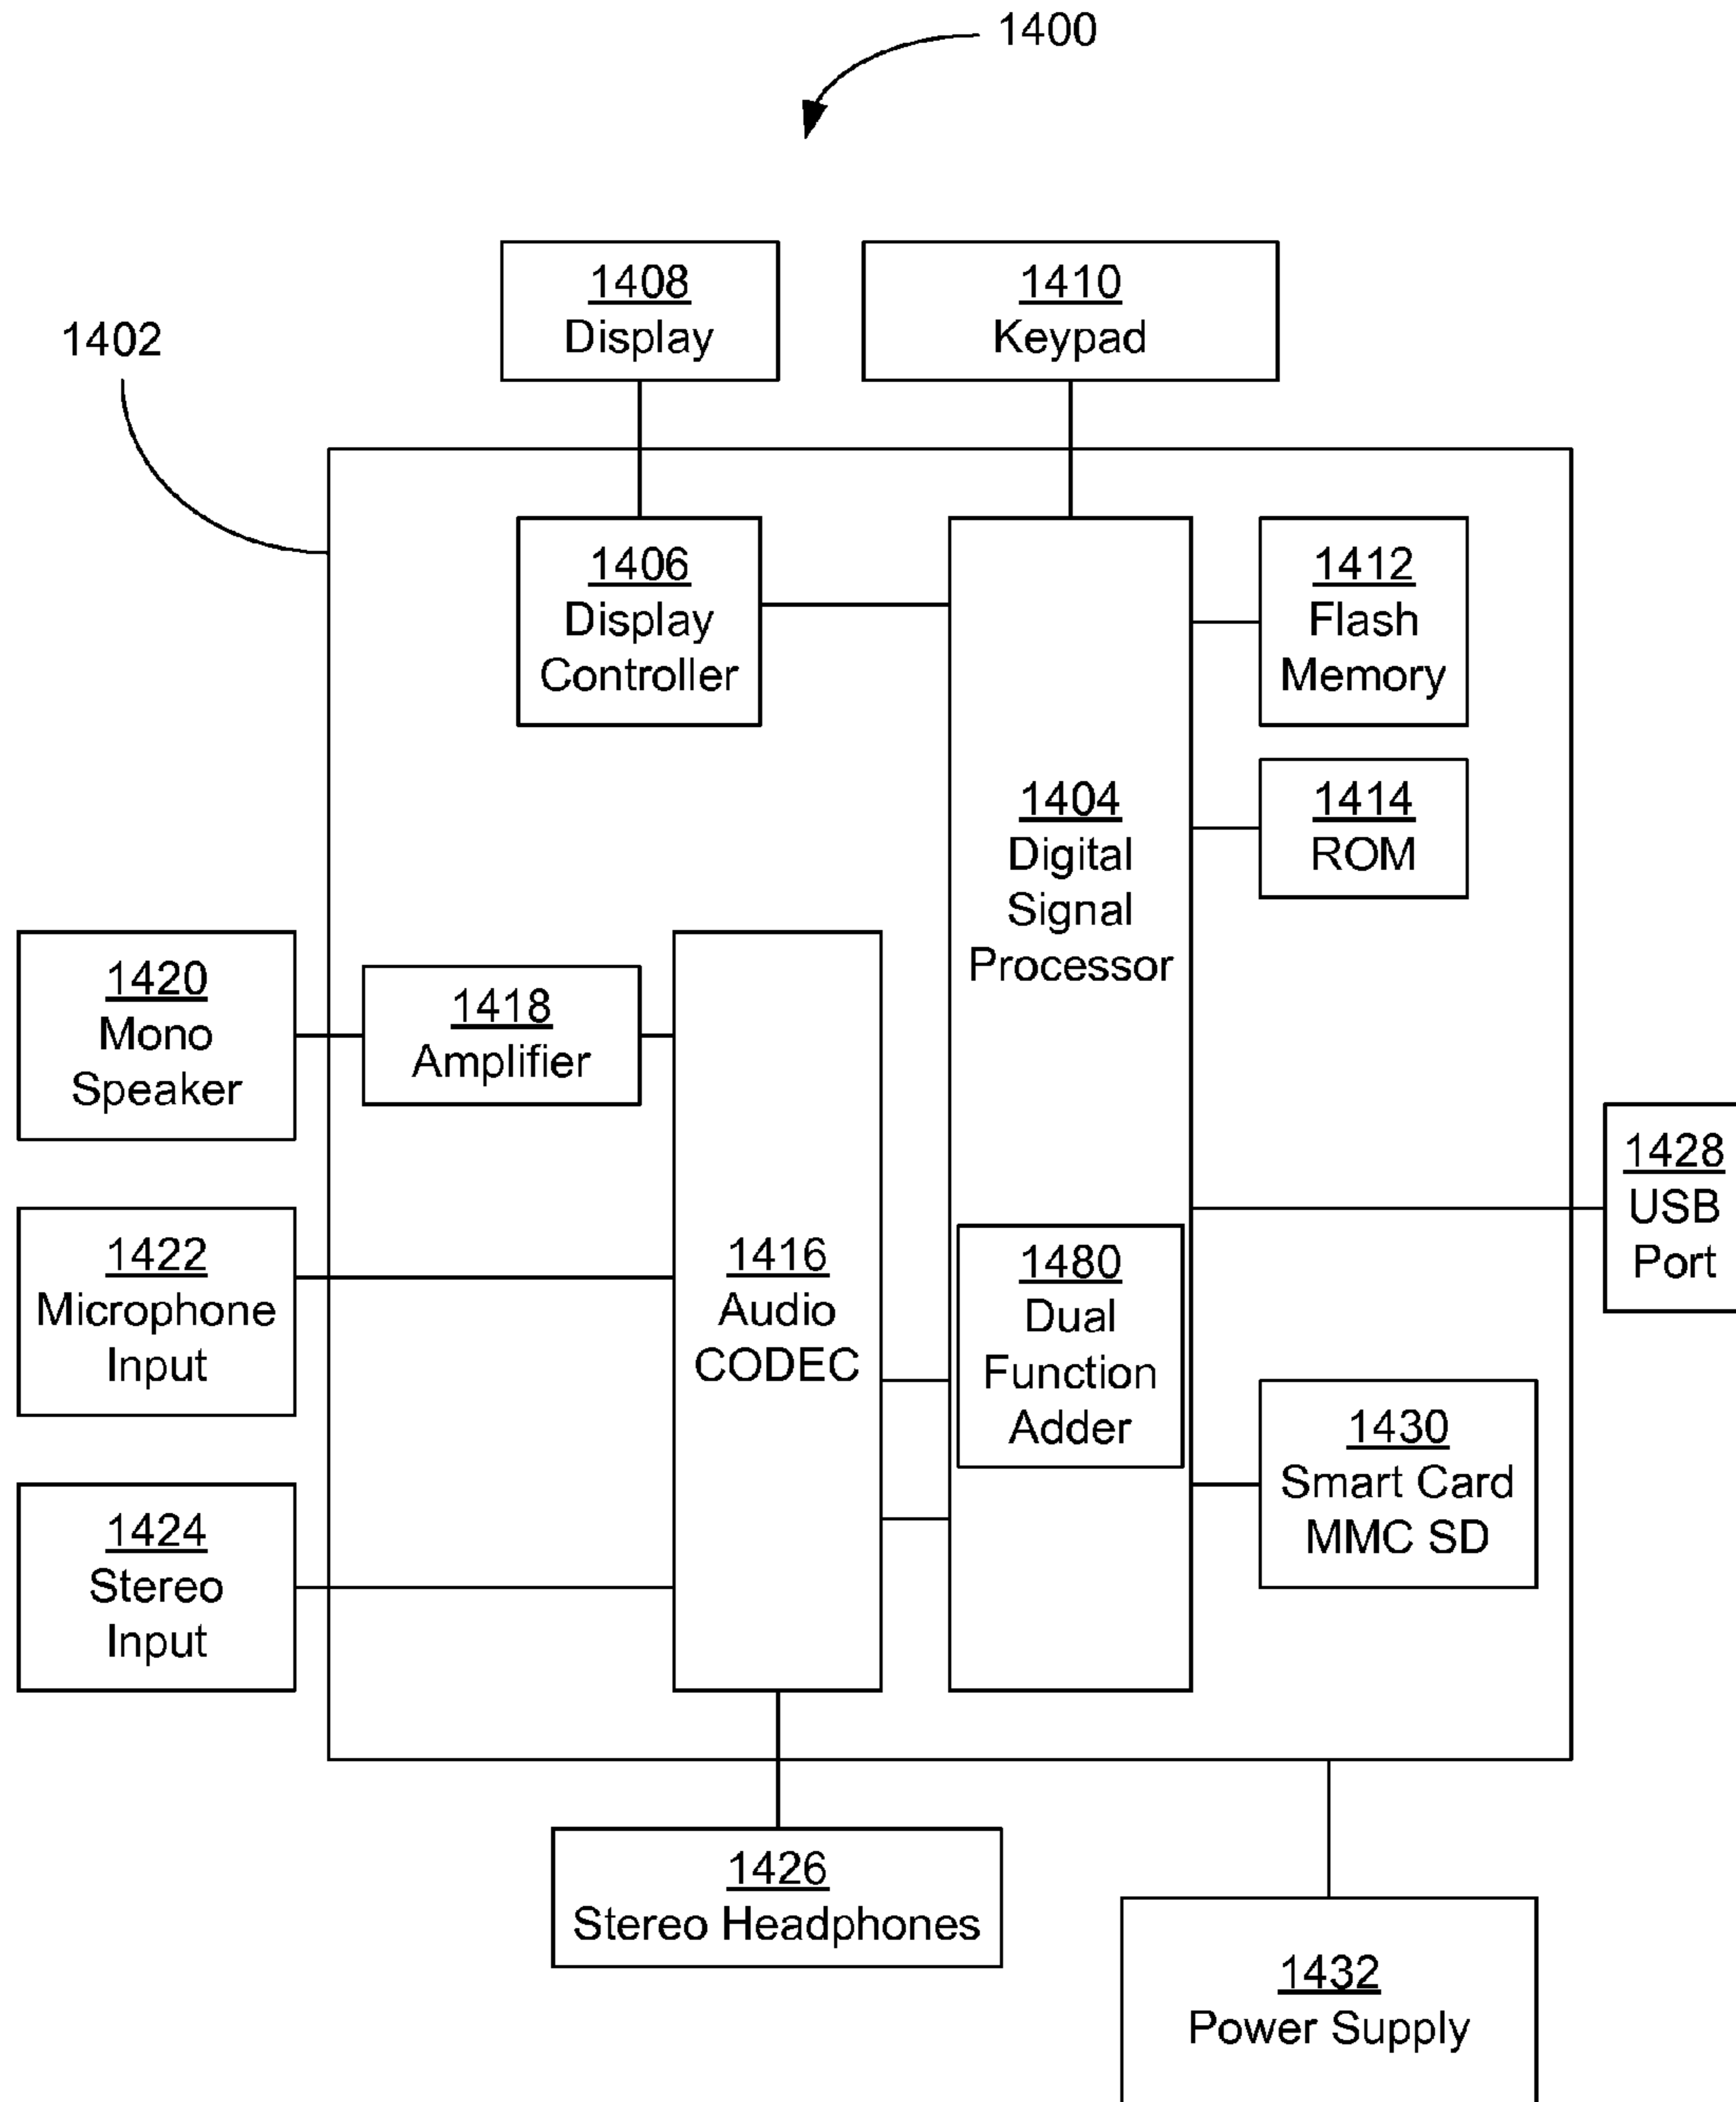 1400
1408
Display
1410
Keypad
1402
1406
Display
Controller
1412
Flash
Memory
1404
Digital
Signal
Processor
1414
ROM
1420
Mono
Speaker
1418
Amplifier
1428
USB
Port
1422
Microphone
Input
1416
Audio
CODEC
1480
Dual
Function
Adder
1430
Smart Card
MMC SD
1424
Stereo
Input
1426
Stereo Headphones
1432
Power Supply